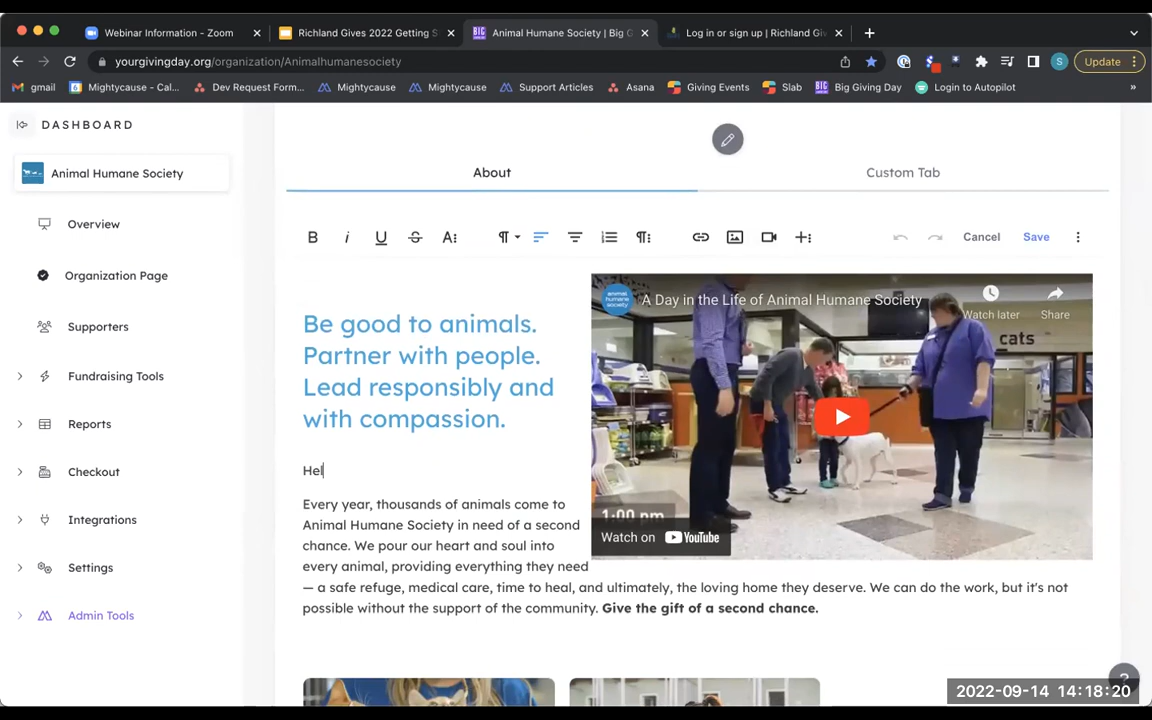 Webinar Information - Zoom
Richland Gives 2022 Getting S
Animal Humane Society | Big G
Log in or sign up | Richland Giv
yourgivingday.org/organization/Animalhumanesociety
Update
gmail
Mightycause - Cal...
Dev Request Form...
Mightycause
Mightycause
Support Articles
Asana
Giving Events
Slab
BIG
Big Giving Day
Login to Autopilot
DASHBOARD
Animal Humane Society
Overview
Organization Page
Supporters
Fundraising Tools
Reports
Checkout
Integrations
Settings
Admin Tools
About
Custom Tab
Cancel
Save
Be good to animals.
Partner with people.
Lead responsibly and
with compassion.
Hel
Every year, thousands of animals come to
Animal Humane Society in need of a second
chance. We pour our heart and soul into
every animal, providing everything they need
— a safe refuge, medical care, time to heal, and ultimately, the loving home they deserve. We can do the work, but it's not
possible without the support of the community. Give the gift of a second chance.
animal
humane
society
A Day in the Life of Animal Humane Society
Watch later
Share
cats
1:00 pm
Watch on YouTube
2022-09-14 14:18:20